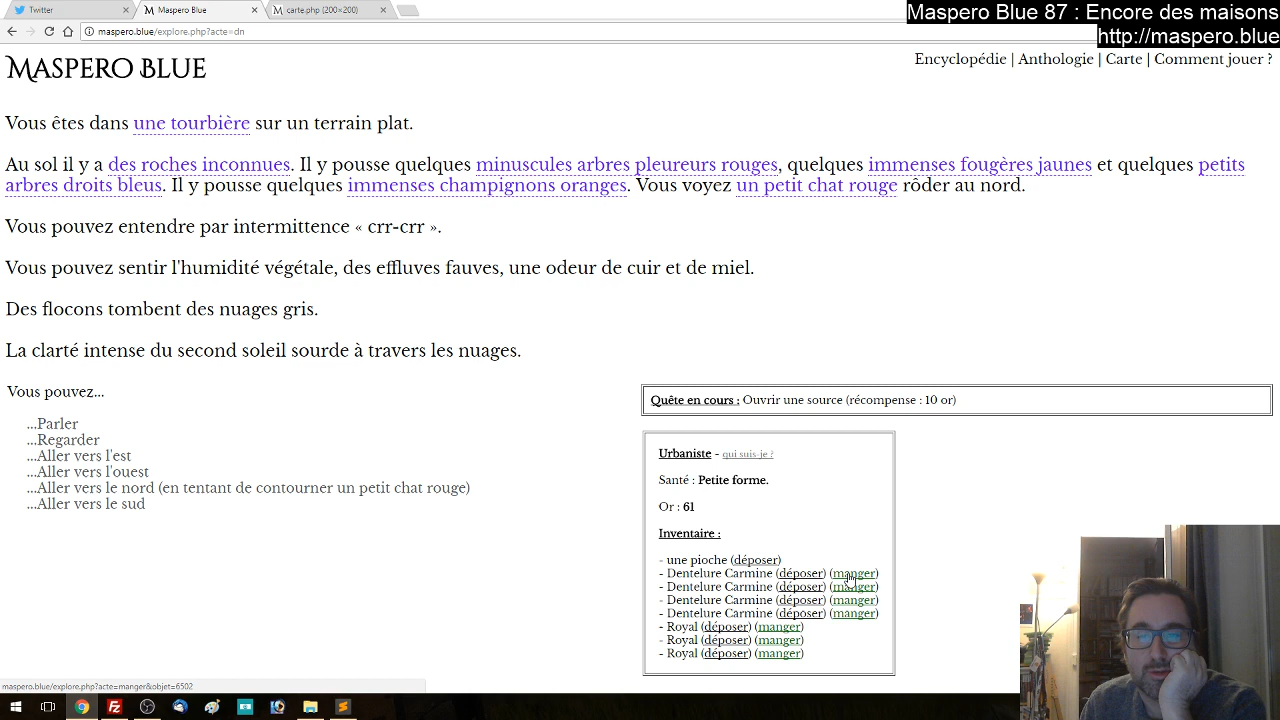 Twitter
Maspero Blue
carte.php (200×200)
Maspero Blue 87 : Encore des maisons
http://maspero.blue
maspero.blue/explore.php?acte=dn
MASPERO BLUE
Encyclopédie | Anthologie | Carte | Comment jouer ?
Vous êtes dans une tourbière sur un terrain plat.
Au sol il y a des roches inconnues. Il y pousse quelques minuscules arbres pleureurs rouges, quelques immenses fougères jaunes et quelques petits
arbres droits bleus. Il y pousse quelques immenses champignons oranges. Vous voyez un petit chat rouge rôder au nord.
Vous pouvez entendre par intermittence « crr-crr ».
Vous pouvez sentir l'humidité végétale, des effluves fauves, une odeur de cuir et de miel.
Des flocons tombent des nuages gris.
La clarté intense du second soleil sourde à travers les nuages.
Vous pouvez...
...Parler
...Regarder
...Aller vers l'est
...Aller vers l'ouest
...Aller vers le nord (en tentant de contourner un petit chat rouge)
...Aller vers le sud
Quête en cours : Ouvrir une source (récompense : 10 or)
Urbaniste - qui suis-je ?
Santé : Petite forme.
Or : 61
Inventaire :
- une pioche (déposer)
- Dentelure Carmine (déposer) (manger)
- Dentelure Carmine (déposer) (manger)
- Dentelure Carmine (déposer) (manger)
- Dentelure Carmine (déposer) (manger)
- Royal (déposer) (manger)
- Royal (déposer) (manger)
- Royal (déposer) (manger)
maspero.blue/explore.php?acte=manger&objet=6502